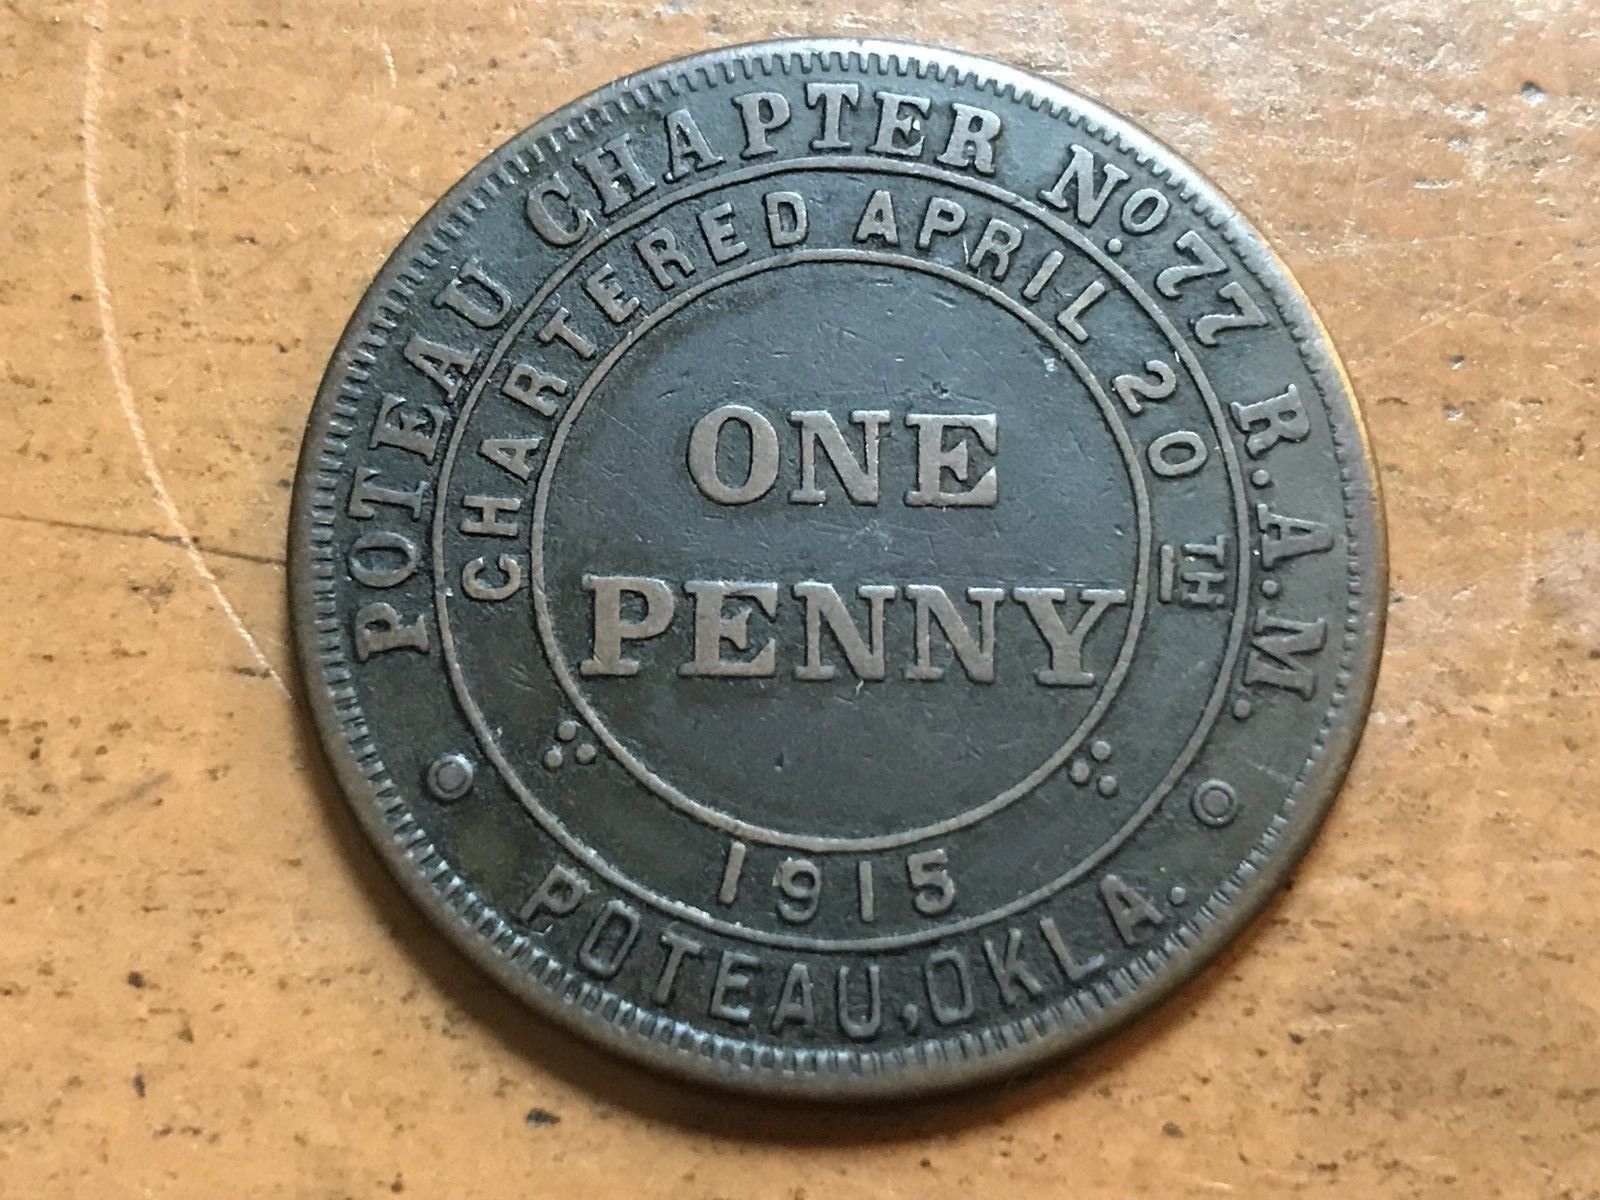 POTEAU CHAPTER No. 77 R.A.M.
CHARTERED APRIL 20TH
ONE
PENNY
1915
POTEAU, OKLA.